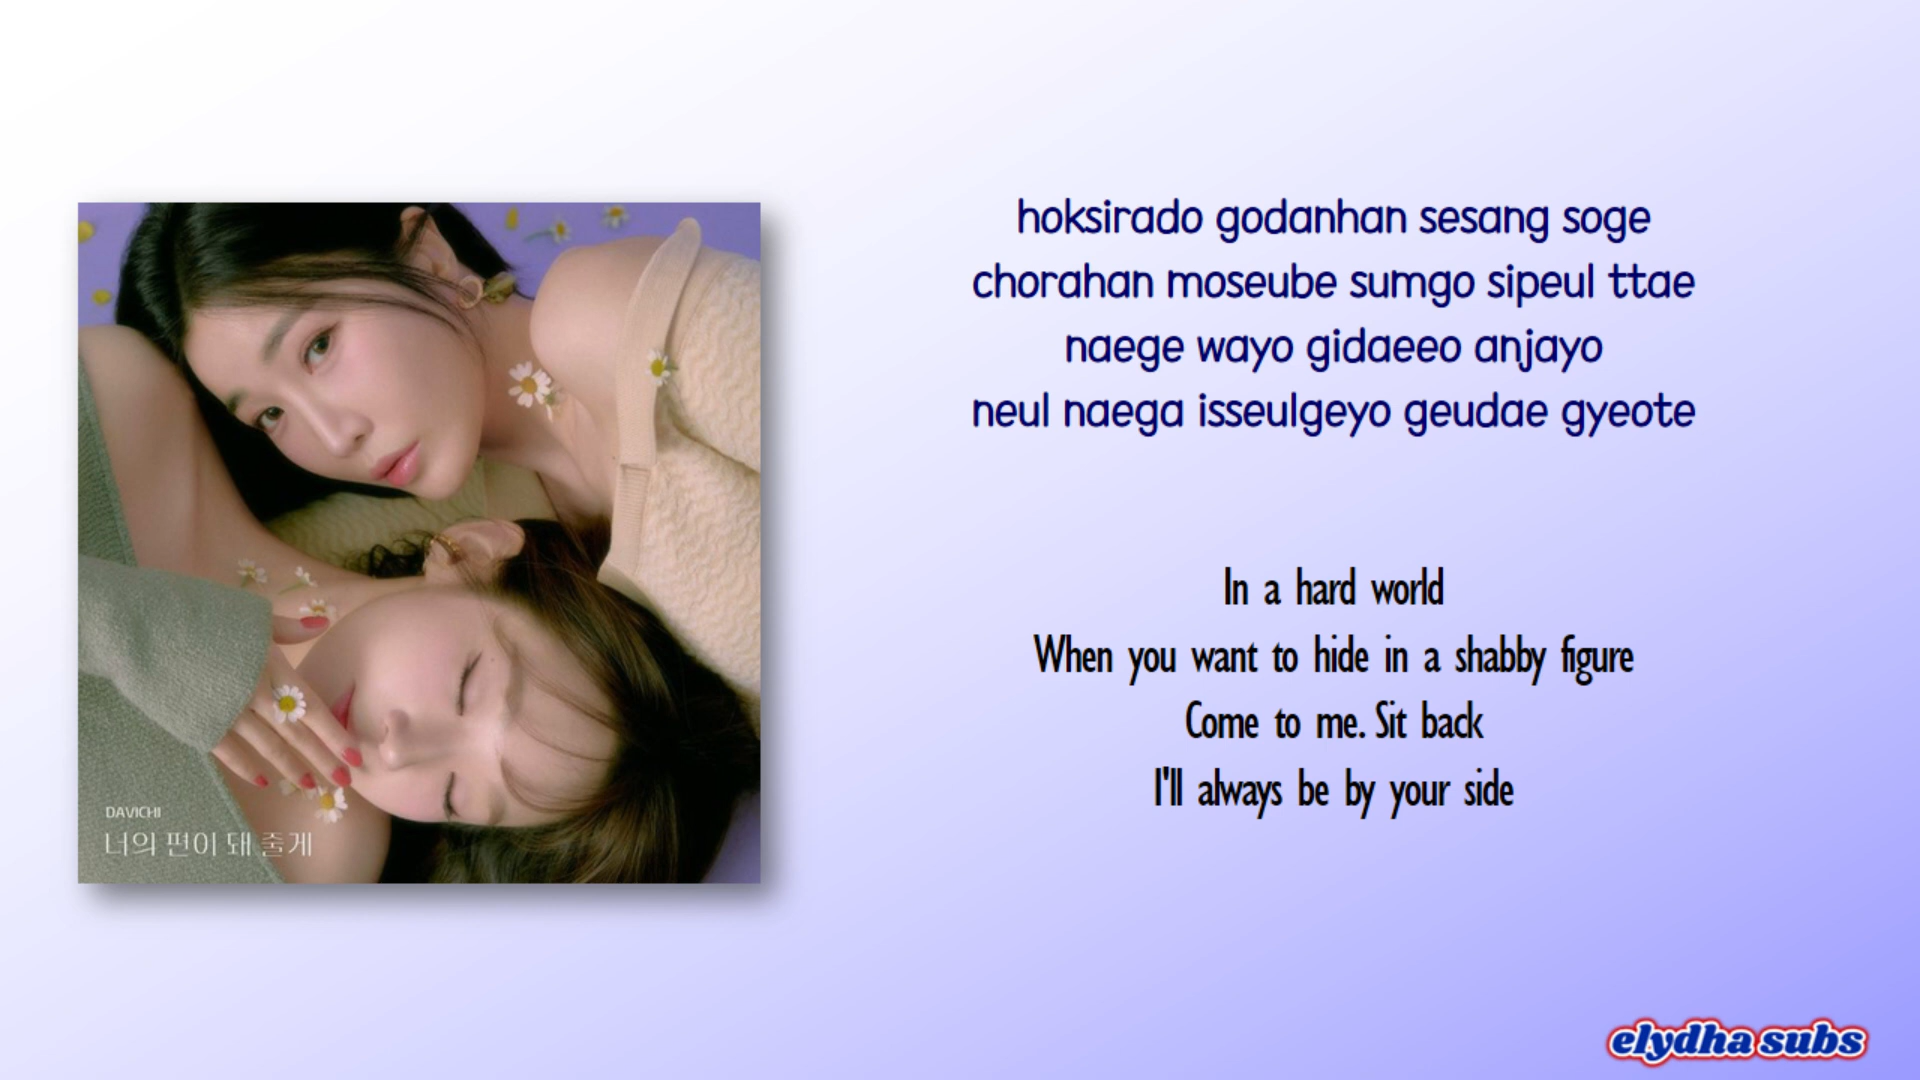 hoksirado godanhan sesang soge
chorahan moseube sumgo sipeul ttae
naege wayo gidaeeo anjayo
neul naega isseulgeyo geudae gyeote
In a hard world
When you want to hide in a shabby figure
Come to me. Sit back
I'll always be by your side
DAVICHI
너의 편이 돼 줄게
elydha subs